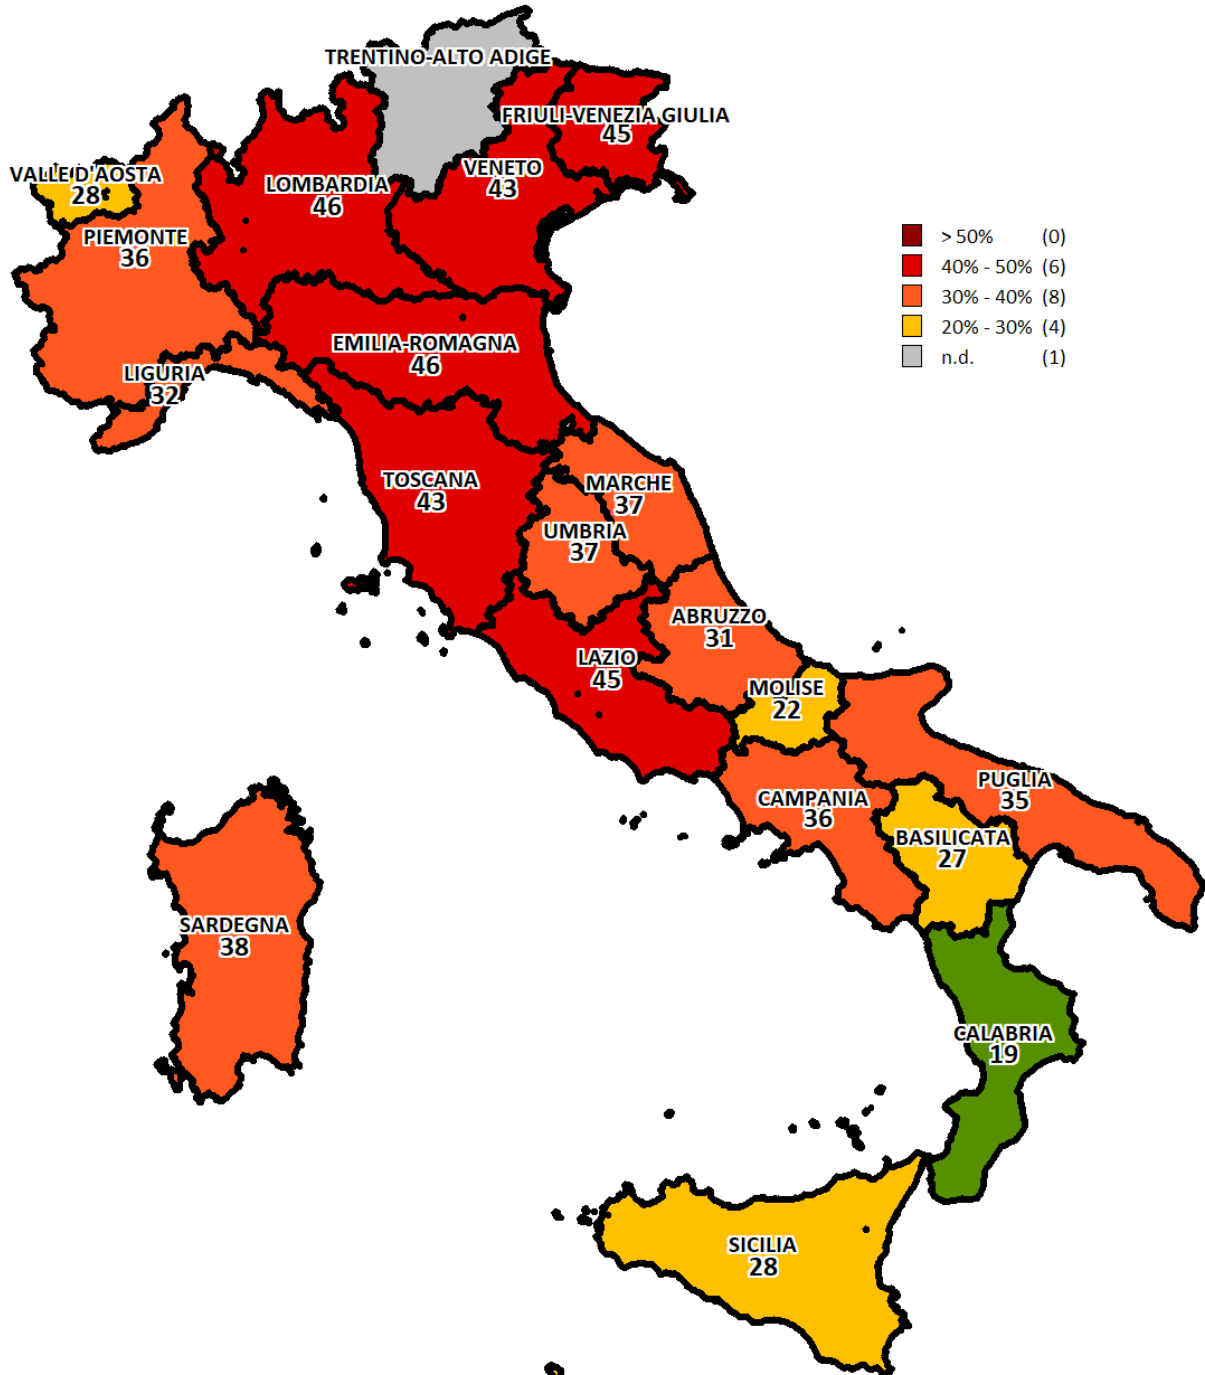 TRENTINO-ALTO ADIGE
FRIULI-VENEZIA GIULIA
45
VALLE D'AOSTA
28
LOMBARDIA
46
VENETO
43
PIEMONTE
36
> 50% (0)
40% - 50% (6)
30% - 40% (8)
20% - 30% (4)
n.d. (1)
EMILIA-ROMAGNA
46
LIGURIA
32
TOSCANA
43
MARCHE
37
UMBRIA
37
ABRUZZO
31
LAZIO
45
MOLISE
22
PUGLIA
35
CAMPANIA
36
BASILICATA
27
SARDEGNA
38
CALABRIA
19
SICILIA
28